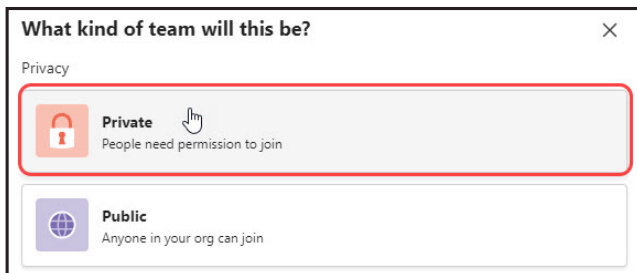 What kind of team will this be?
Privacy
Private
People need permission to join
Public
Anyone in your org can join